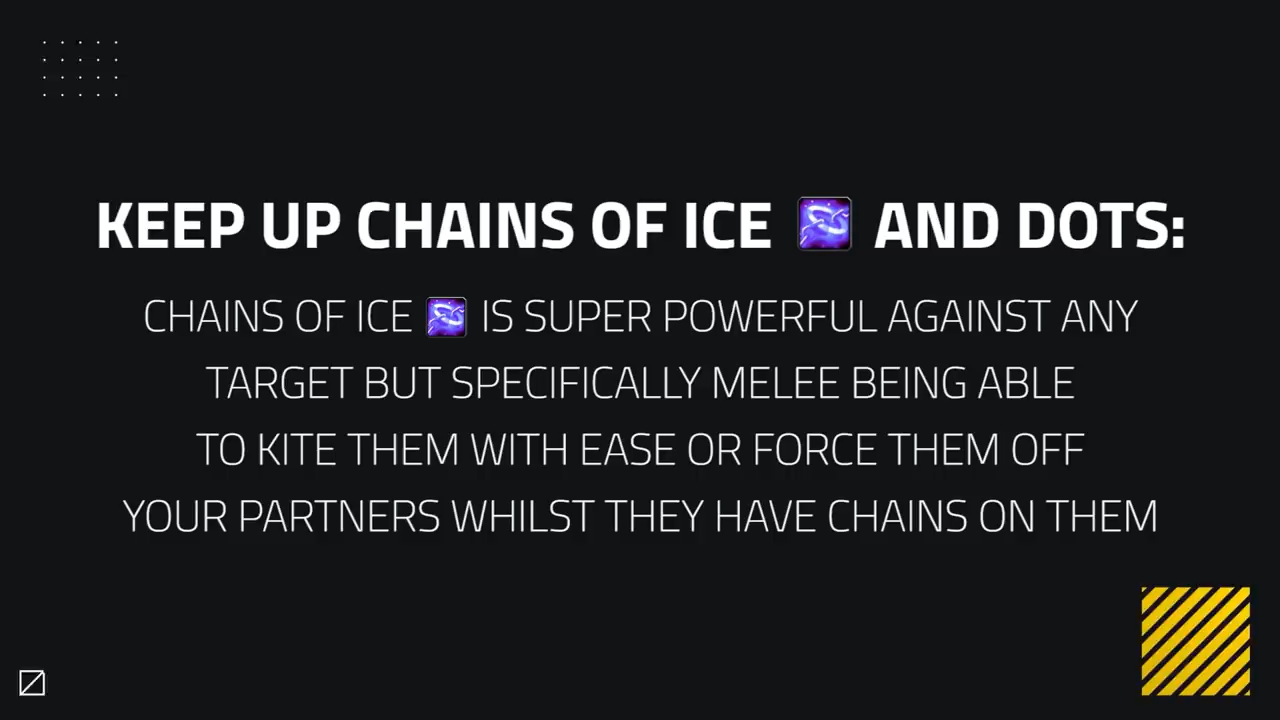 KEEP UP CHAINS OF ICE AND DOTS:
CHAINS OF ICE IS SUPER POWERFUL AGAINST ANY
TARGET BUT SPECIFICALLY MELEE BEING ABLE
TO KITE THEM WITH EASE OR FORCE THEM OFF
YOUR PARTNERS WHILST THEY HAVE CHAINS ON THEM